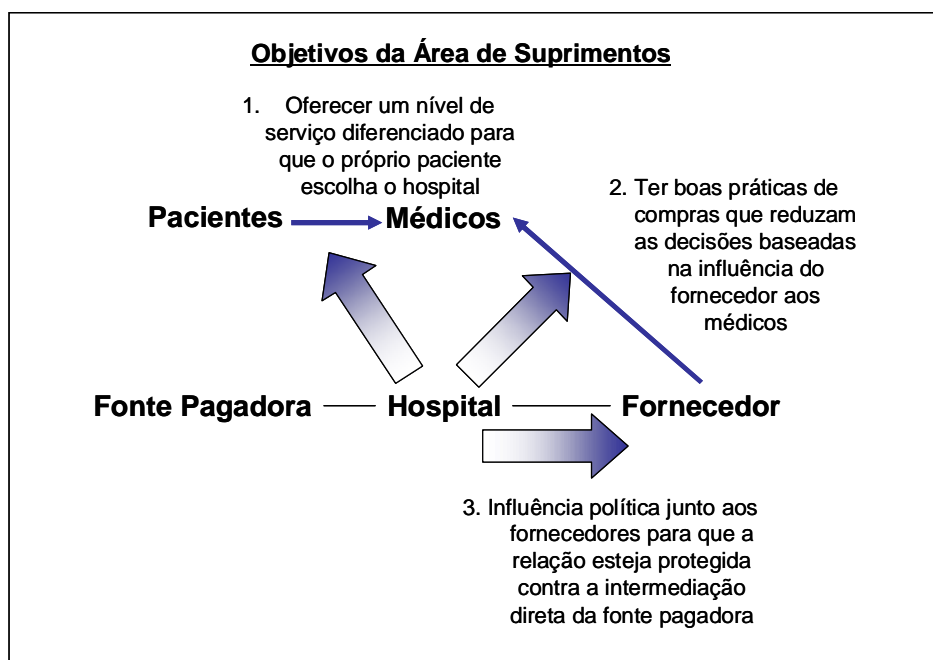 Objetivos da Área de Suprimentos
1. Oferecer um nível de
serviço diferenciado para
que o próprio paciente
escolha o hospital
2. Ter boas práticas de
compras que reduzam
as decisões baseadas
na influência do
fornecedor aos
médicos
Pacientes
Médicos
Fonte Pagadora
Hospital
Fornecedor
3. Influência política junto aos
fornecedores para que a
relação esteja protegida
contra a intermediação
direta da fonte pagadora